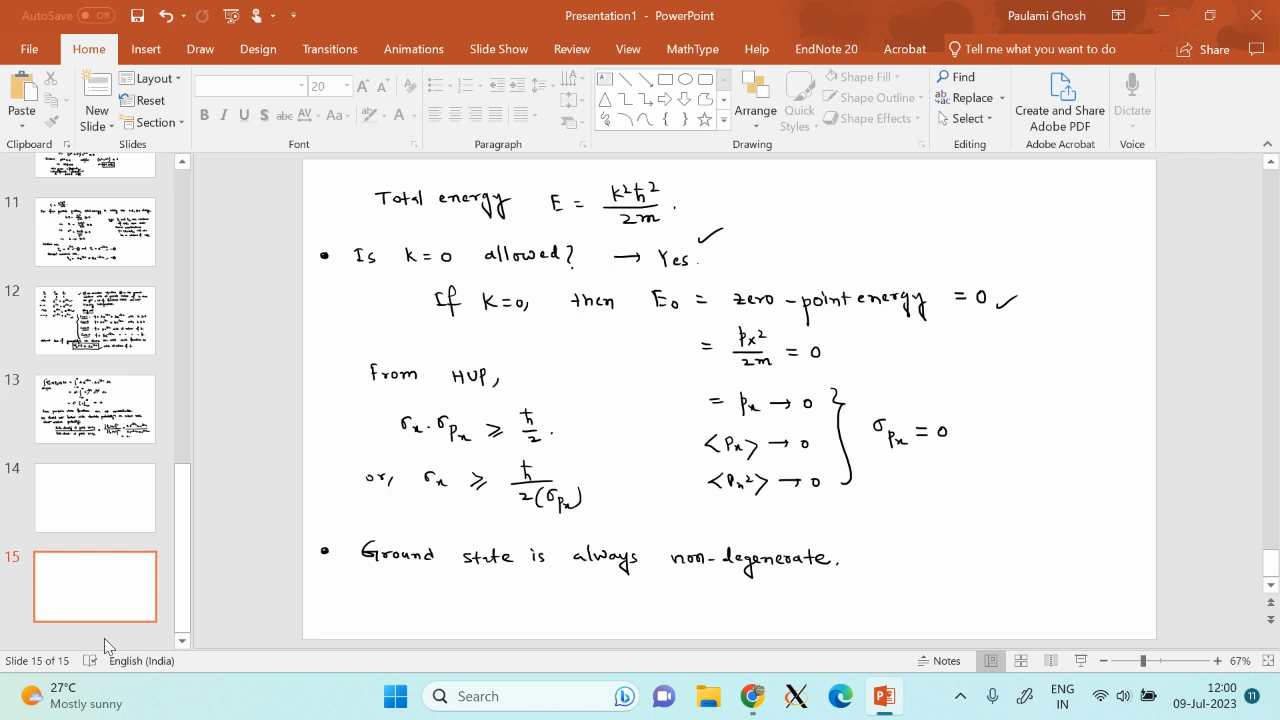 AutoSave Off
Presentation1 - PowerPoint
Paulami Ghosh
File Home Insert Draw Design Transitions Animations Slide Show Review View MathType Help EndNote 20 Acrobat Tell me what you want to do Share
Paste
Clipboard
New Slide
Layout
Reset
Section
Slides
20
Font
Paragraph
Arrange
Quick Styles
Shape Fill
Shape Outline
Shape Effects
Drawing
Find
Replace
Select
Editing
Create and Share Adobe PDF
Adobe Acrobat
Dictate
Voice
11
12
13
14
15
Total energy E = k²ħ²/2m.
• Is k=0 allowed? → Yes. ✓
If K=0, then E₀ = zero-point energy = 0 ✓
= pₓ²/2m = 0
From HUP,
= pₓ → 0
σₓ.σₚₓ ⩾ ħ/2.
<pₓ> → 0
σₚₓ = 0
or, σₓ ⩾ ħ/2(σₚₓ)
<pₓ²> → 0
• Ground state is always non-degenerate.
Slide 15 of 15 English (India) Notes 67%
27°C
Mostly sunny
Search
ENG
IN
12:00
09-Jul-2023
11